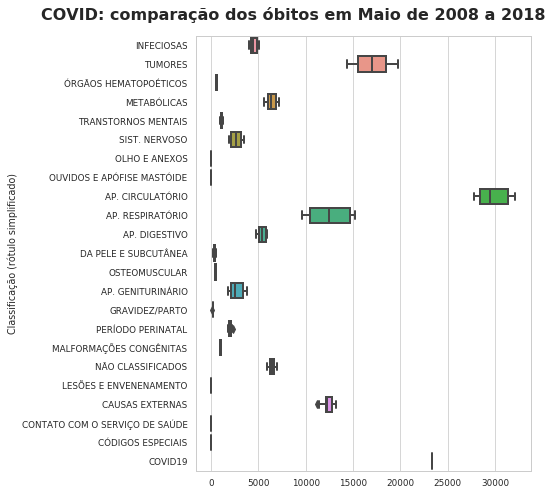 COVID: comparação dos óbitos em Maio de 2008 a 2018
Classificação (rótulo simplificado)
INFECIOSAS
TUMORES
ÓRGÃOS HEMATOPOÉTICOS
METABÓLICAS
TRANSTORNOS MENTAIS
SIST. NERVOSO
OLHO E ANEXOS
OUVIDOS E APÓFISE MASTÓIDE
AP. CIRCULATÓRIO
AP. RESPIRATÓRIO
AP. DIGESTIVO
DA PELE E SUBCUTÂNEA
OSTEOMUSCULAR
AP. GENITURINÁRIO
GRAVIDEZ/PARTO
PERÍODO PERINATAL
MALFORMAÇÕES CONGÊNITAS
NÃO CLASSIFICADOS
LESÕES E ENVENENAMENTO
CAUSAS EXTERNAS
CONTATO COM O SERVIÇO DE SAÚDE
CÓDIGOS ESPECIAIS
COVID19
0 5000 10000 15000 20000 25000 30000